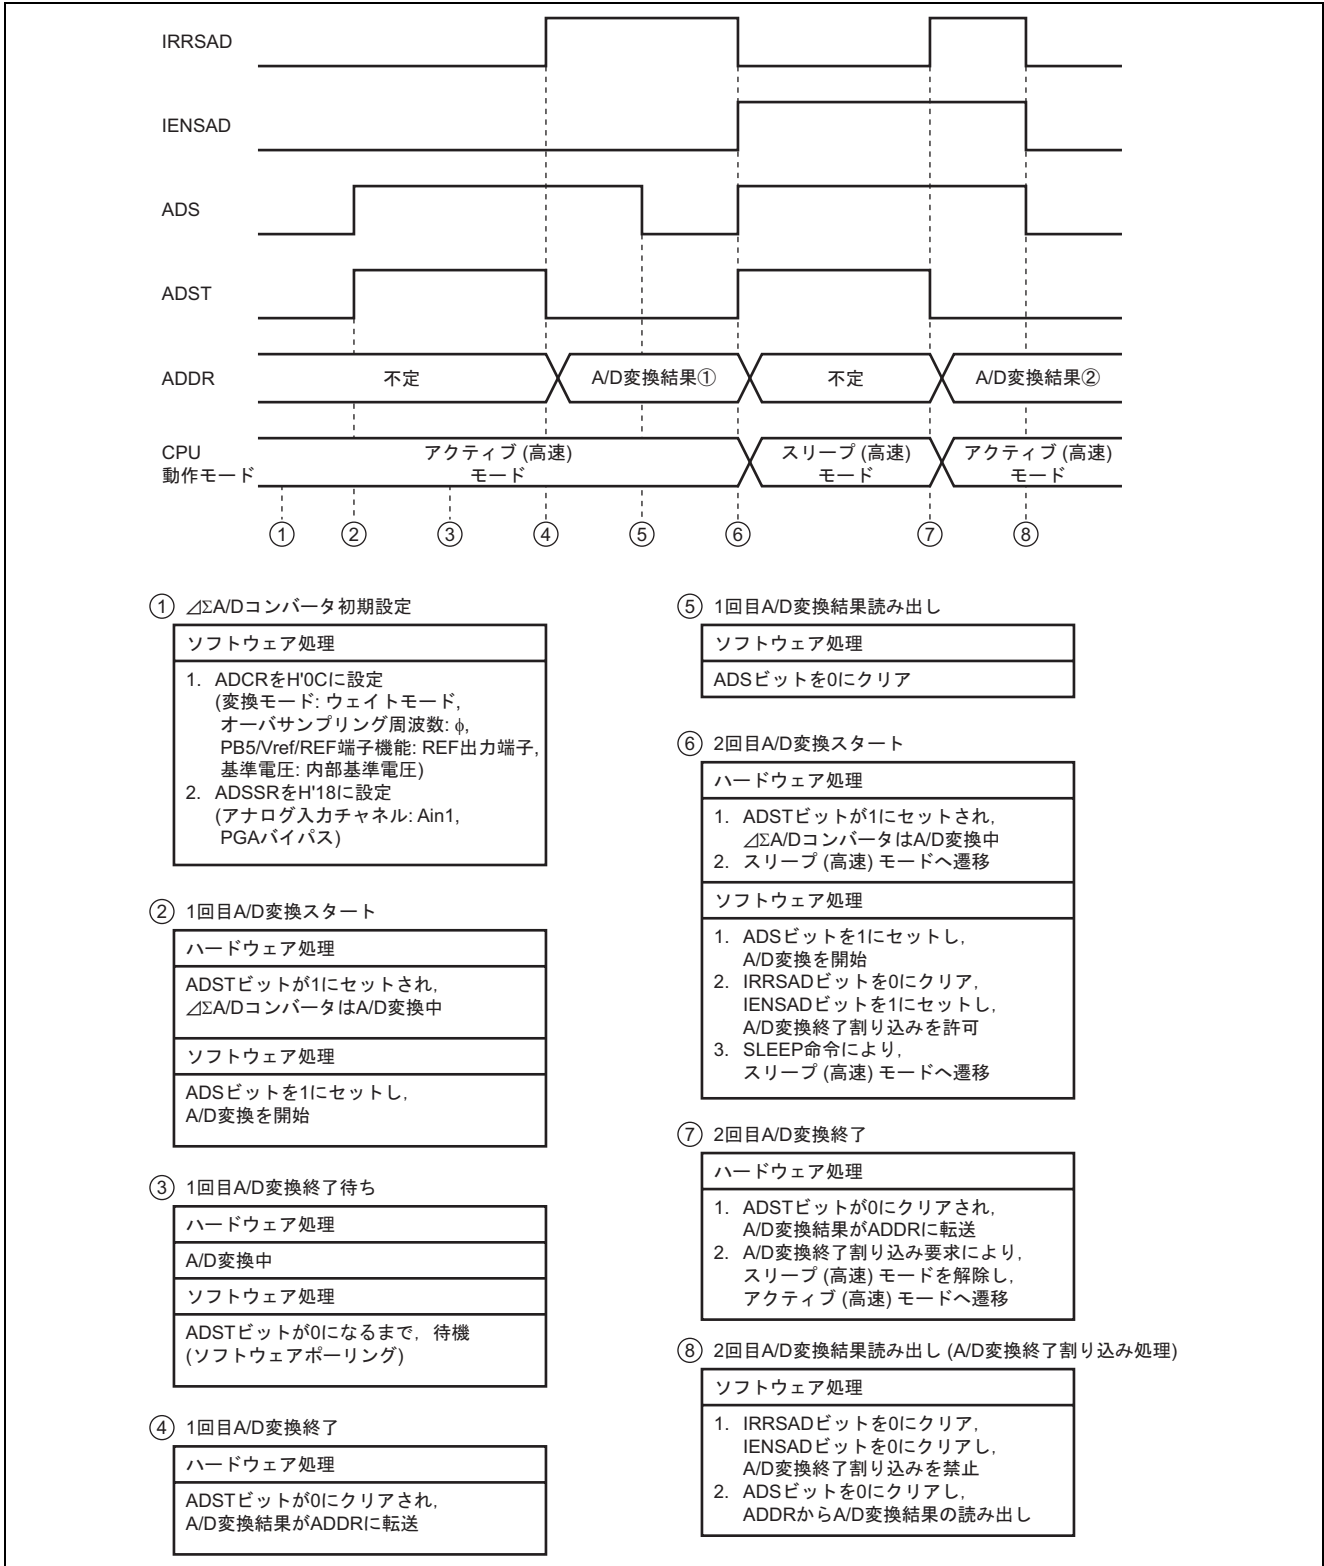 IRRSAD
IENSAD
ADS
ADST
ADDR
不定
A/D変換結果①
不定
A/D変換結果②
CPU
動作モード
アクティブ (高速)
モード
スリープ (高速)
モード
アクティブ (高速)
モード
① ② ③ ④ ⑤ ⑥ ⑦ ⑧
① ⊿ΣA/Dコンバータ初期設定
ソフトウェア処理
1. ADCRをH'0Cに設定
(変換モード: ウェイトモード,
オーバサンプリング周波数: ϕ,
PB5/Vref/REF端子機能: REF出力端子,
基準電圧: 内部基準電圧)
2. ADSSRをH'18に設定
(アナログ入力チャネル: Ain1,
PGAバイパス)
② 1回目A/D変換スタート
ハードウェア処理
ADSTビットが1にセットされ,
⊿ΣA/DコンバータはA/D変換中
ソフトウェア処理
ADSビットを1にセットし,
A/D変換を開始
③ 1回目A/D変換終了待ち
ハードウェア処理
A/D変換中
ソフトウェア処理
ADSTビットが0になるまで, 待機
(ソフトウェアポーリング)
④ 1回目A/D変換終了
ハードウェア処理
ADSTビットが0にクリアされ,
A/D変換結果がADDRに転送
⑤ 1回目A/D変換結果読み出し
ソフトウェア処理
ADSビットを0にクリア
⑥ 2回目A/D変換スタート
ハードウェア処理
1. ADSTビットが1にセットされ,
⊿ΣA/DコンバータはA/D変換中
2. スリープ (高速) モードへ遷移
ソフトウェア処理
1. ADSビットを1にセットし,
A/D変換を開始
2. IRRSADビットを0にクリア,
IENSADビットを1にセットし,
A/D変換終了割り込みを許可
3. SLEEP命令により,
スリープ (高速) モードへ遷移
⑦ 2回目A/D変換終了
ハードウェア処理
1. ADSTビットが0にクリアされ,
A/D変換結果がADDRに転送
2. A/D変換終了割り込み要求により,
スリープ (高速) モードを解除し,
アクティブ (高速) モードへ遷移
⑧ 2回目A/D変換結果読み出し (A/D変換終了割り込み処理)
ソフトウェア処理
1. IRRSADビットを0にクリア,
IENSADビットを0にクリアし,
A/D変換終了割り込みを禁止
2. ADSビットを0にクリアし,
ADDRからA/D変換結果の読み出し